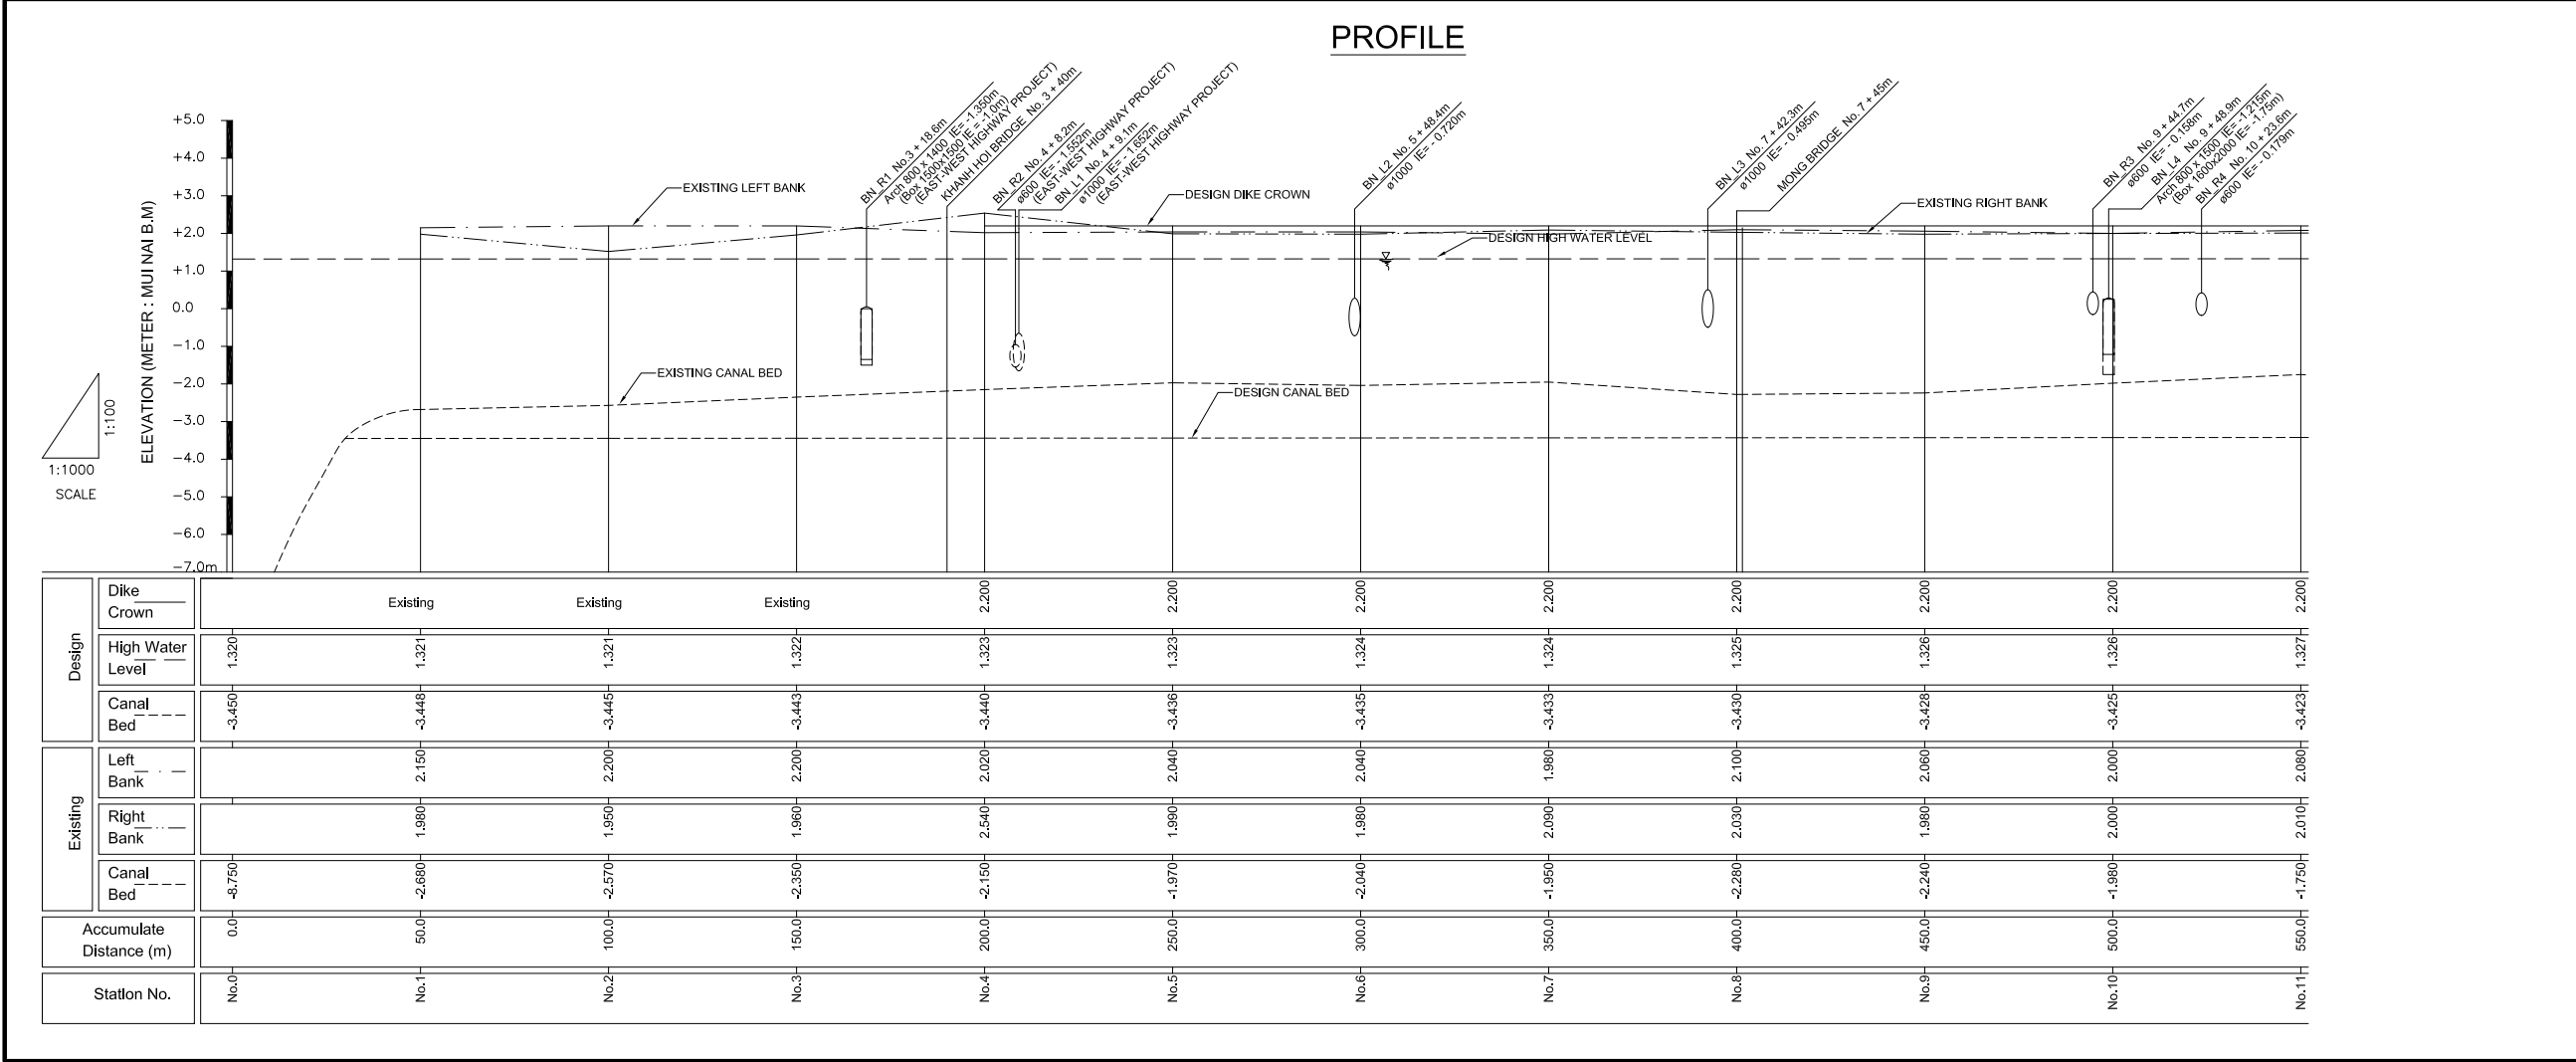 PROFILE
BN_R1 No.3 + 18.6m
Arch 800 x 1400 IE= -1.350m
(Box 1500x1500 IE = -1.0m)
(EAST-WEST HIGHWAY PROJECT)
KHANH HOI BRIDGE No. 3 + 40m
BN_R2 No. 4 + 8.2m
ø600 IE= - 1.552m
(EAST-WEST HIGHWAY PROJECT)
BN_L1 No. 4 + 9.1m
ø1000 IE= - 1.652m
(EAST-WEST HIGHWAY PROJECT)
BN_L2 No. 5 + 48.4m
ø1000 IE= - 0.720m
BN_L3 No. 7 + 42.3m
ø1000 IE= - 0.495m
MONG BRIDGE No. 7 + 45m
BN_R3 No. 9 + 44.7m
ø600 IE= - 0.158m
BN_L4 No. 9 + 48.9m
Arch 800 x 1500 IE= -1.215m
(Box 1600x2000 IE= -1.75m)
BN_R4 No. 10 + 23.6m
ø600 IE= - 0.179m
ELEVATION (METER : MUI NAI B.M)
+5.0
+4.0
+3.0
+2.0
+1.0
0.0
−1.0
−2.0
−3.0
−4.0
−5.0
−6.0
−7.0m
1:100
1:1000
SCALE
EXISTING LEFT BANK
DESIGN DIKE CROWN
EXISTING RIGHT BANK
DESIGN HIGH WATER LEVEL
EXISTING CANAL BED
DESIGN CANAL BED
Design
Dike
Crown
Existing Existing Existing 2.200 2.200 2.200 2.200 2.200 2.200 2.200 2.200
High Water
Level
1.320 1.321 1.321 1.322 1.323 1.323 1.324 1.324 1.325 1.326 1.326 1.327
Canal
Bed
-3.450 -3.448 -3.445 -3.443 -3.440 -3.436 -3.435 -3.433 -3.430 -3.428 -3.425 -3.423
Existing
Left
Bank
2.150 2.200 2.200 2.020 2.040 2.040 1.980 2.100 2.060 2.000 2.080
Right
Bank
1.980 1.950 1.960 2.540 1.990 1.980 2.090 2.030 1.980 2.000 2.010
Canal
Bed
-8.750 -2.680 -2.570 -2.350 -2.150 -1.970 -2.040 -1.950 -2.280 -2.240 -1.980 -1.750
Accumulate
Distance (m)
0.0 50.0 100.0 150.0 200.0 250.0 300.0 350.0 400.0 450.0 500.0 550.0
Station No.
No.0 No.1 No.2 No.3 No.4 No.5 No.6 No.7 No.8 No.9 No.10 No.11